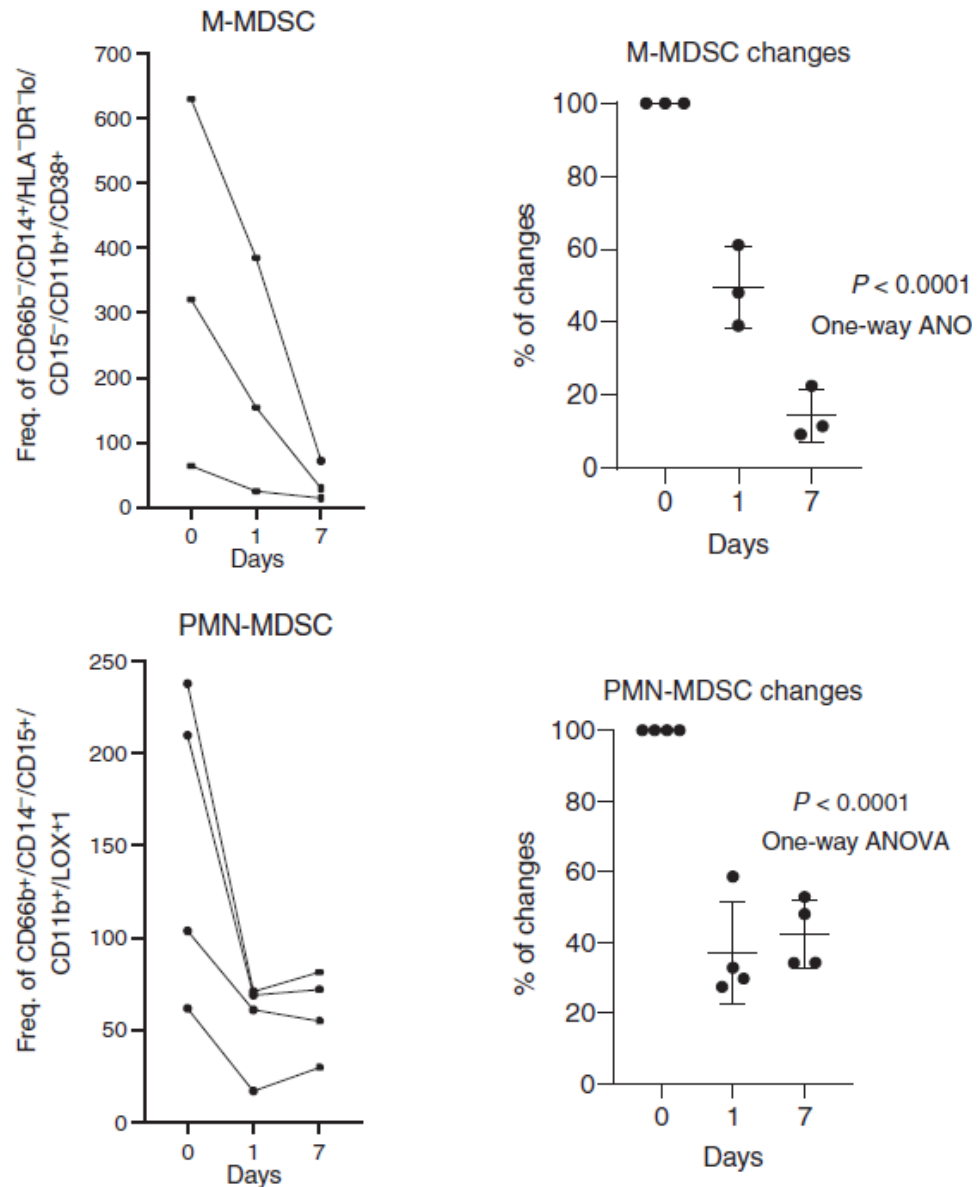 M-MDSC
Freq. of CD66b⁻/CD14⁺/HLA⁻DR⁻lo/
CD15⁻/CD11b⁺/CD38⁺
700
600
500
400
300
200
100
0
0 1 7
Days
M-MDSC changes
% of changes
100
80
60
40
20
0
P < 0.0001
One-way ANO
0 1 7
Days
PMN-MDSC
Freq. of CD66b⁺/CD14⁻/CD15⁺/
CD11b⁺/LOX⁺1
250
200
150
100
50
0
0 1 7
Days
PMN-MDSC changes
% of changes
100
80
60
40
20
0
P < 0.0001
One-way ANOVA
0 1 7
Days